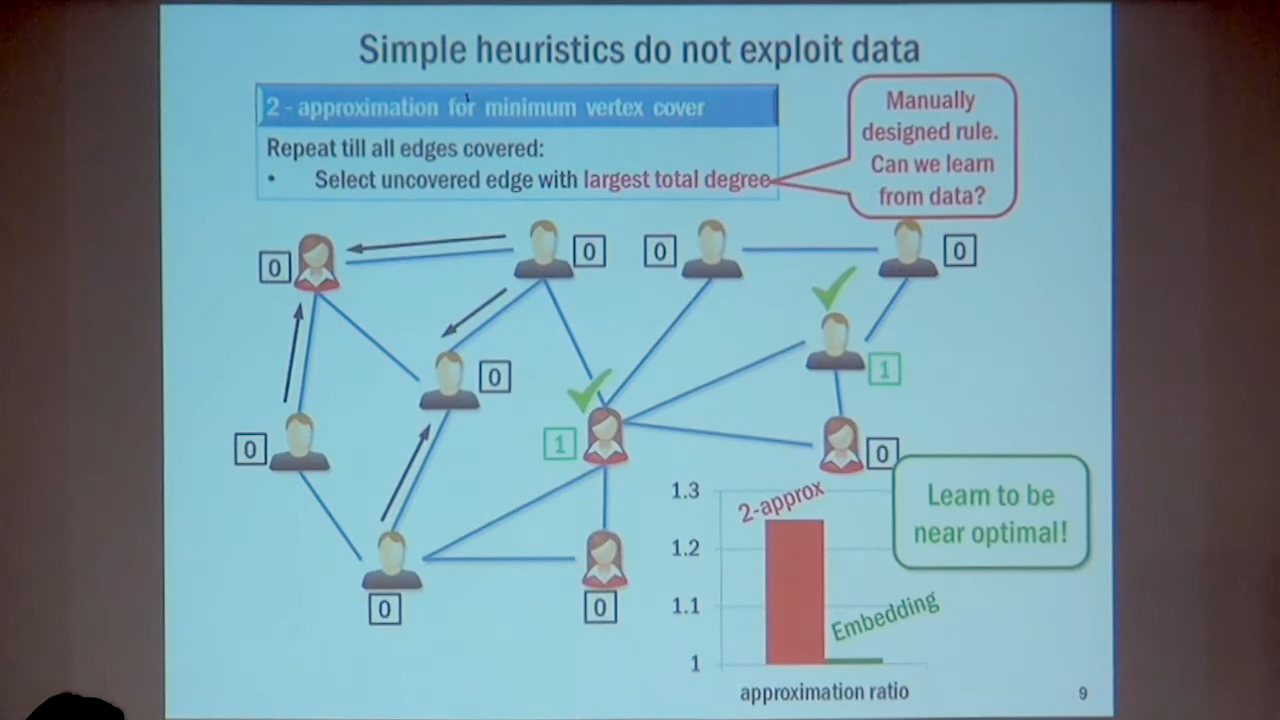 Simple heuristics do not exploit data
2 - approximation for minimum vertex cover
Repeat till all edges covered:
• Select uncovered edge with largest total degree
Manually
designed rule.
Can we learn
from data?
0
0
0
0
0
0
1
0
1
0
0
0
Learn to be
near optimal!
1.3
1.2
1.1
1
2-approx
Embedding
approximation ratio
9